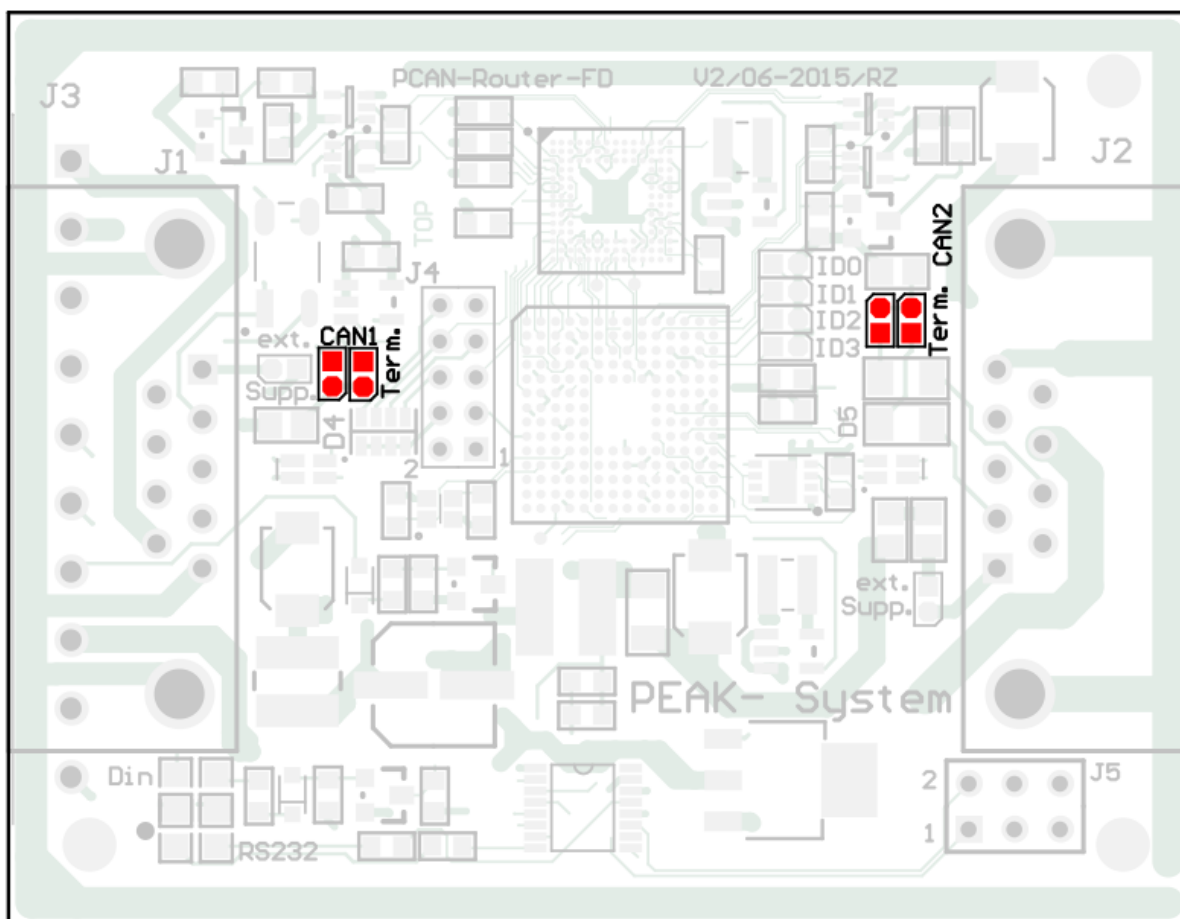 PCAN-Router-FD
V2/06-2015/RZ
J3
J1
J2
TOP
J4
CAN2
Term.
ID0
ID1
ID2
ID3
ext.
Supp.
CAN1
Term.
D4
D5
2
1
ext.
Supp.
PEAK- System
Din
RS232
2
1
J5